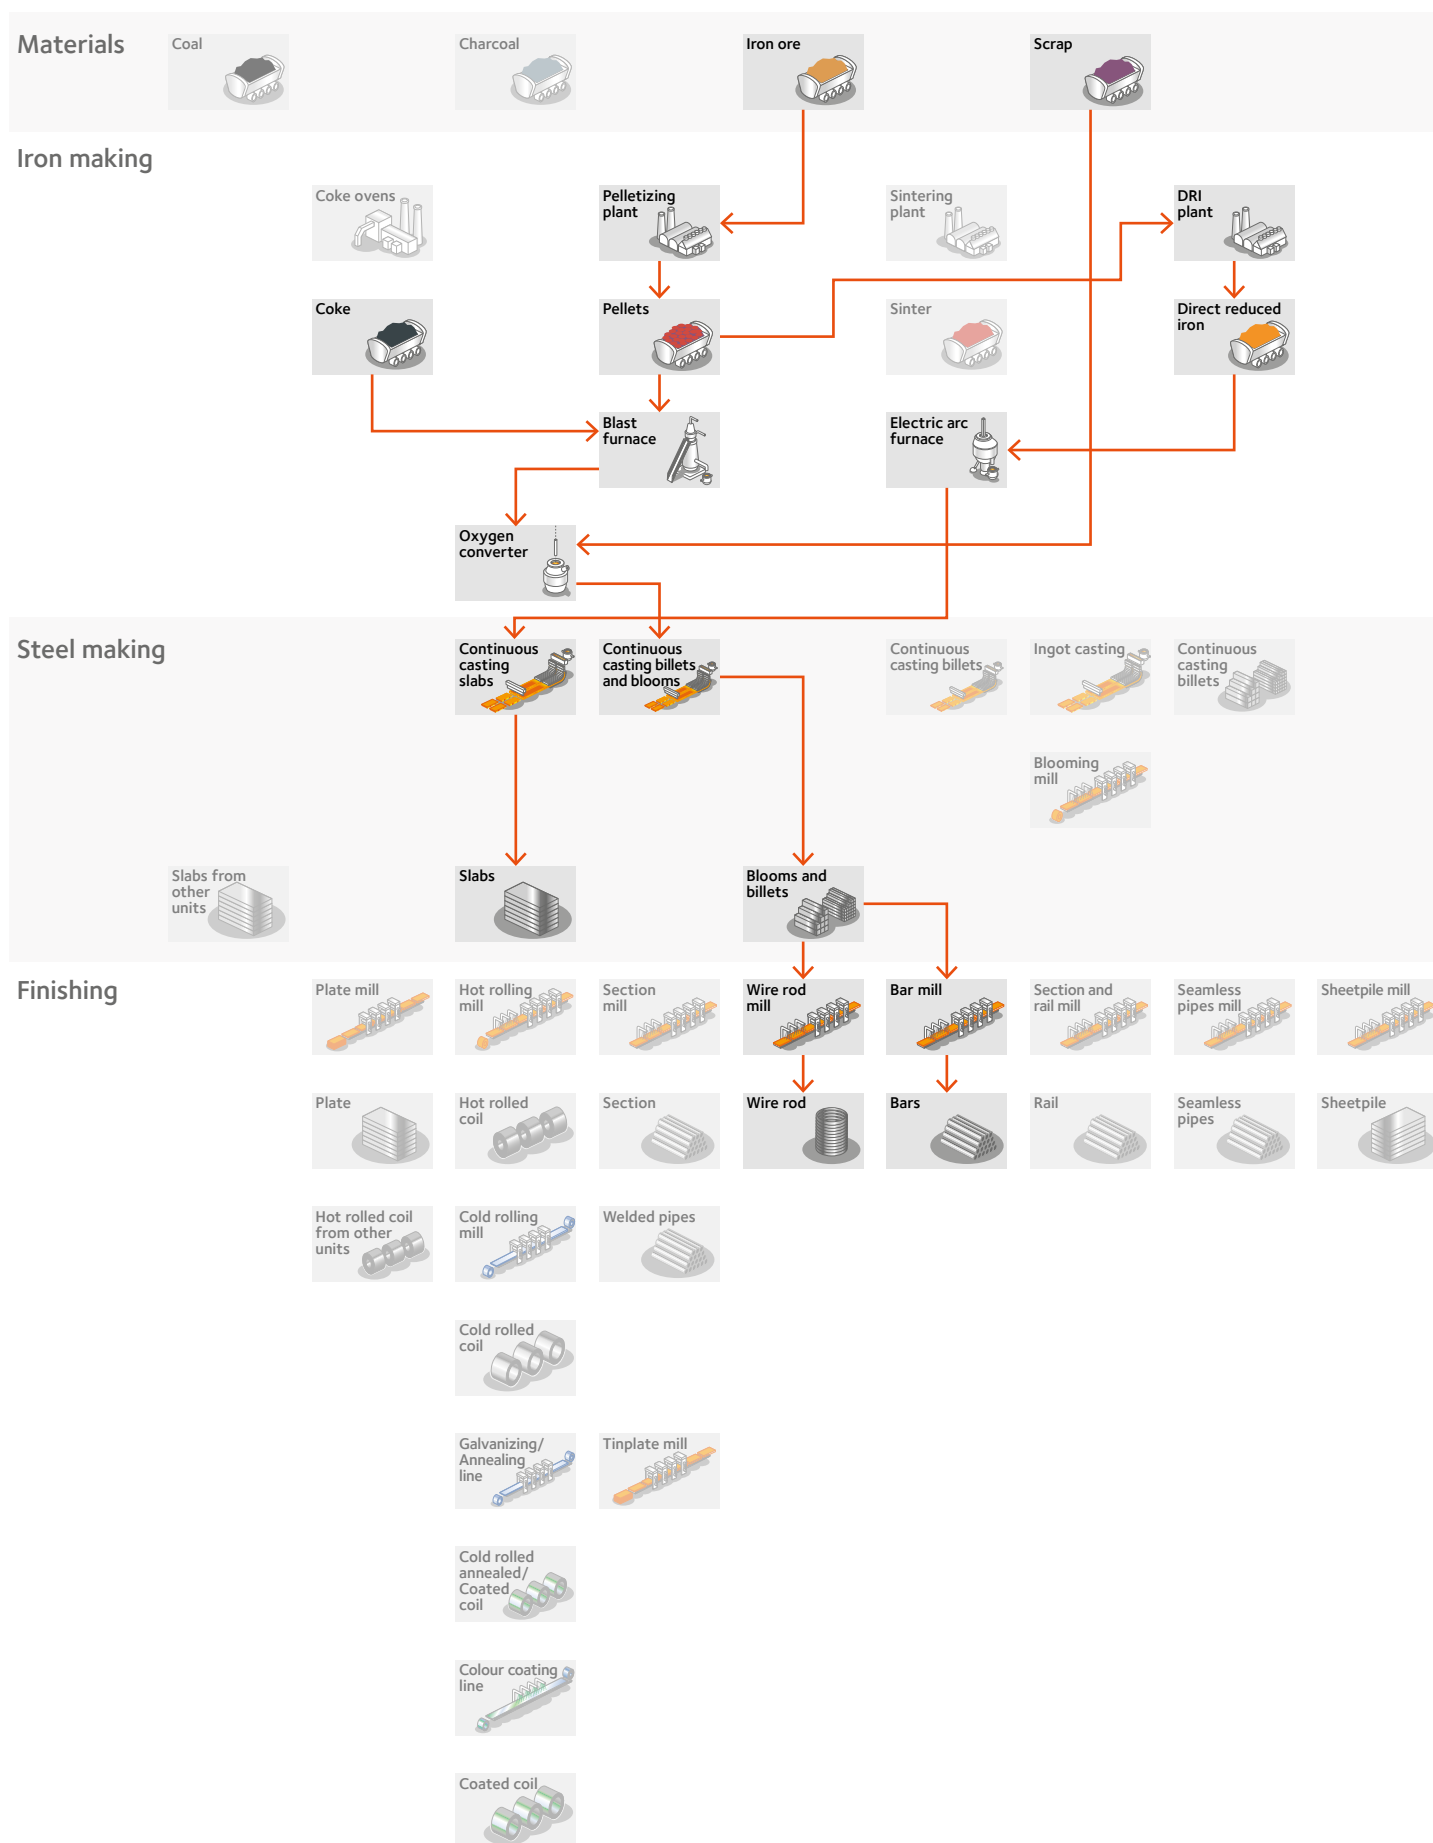 Materials
Coal
Charcoal
Iron ore
Scrap
Iron making
Coke ovens
Pelletizing
plant
Sintering
plant
DRI
plant
Coke
Pellets
Sinter
Direct reduced
iron
Blast
furnace
Electric arc
furnace
Oxygen
converter
Steel making
Continuous
casting
slabs
Continuous
casting billets
and blooms
Continuous
casting billets
Ingot casting
Continuous
casting
billets
Blooming
mill
Slabs from
other
units
Slabs
Blooms and
billets
Finishing
Plate mill
Hot rolling
mill
Section
mill
Wire rod
mill
Bar mill
Section and
rail mill
Seamless
pipes mill
Sheetpile mill
Plate
Hot rolled
coil
Section
Wire rod
Bars
Rail
Seamless
pipes
Sheetpile
Hot rolled coil
from other
units
Cold rolling
mill
Welded pipes
Cold rolled
coil
Galvanizing/
Annealing
line
Tinplate mill
Cold rolled
annealed/
Coated
coil
Colour coating
line
Coated coil